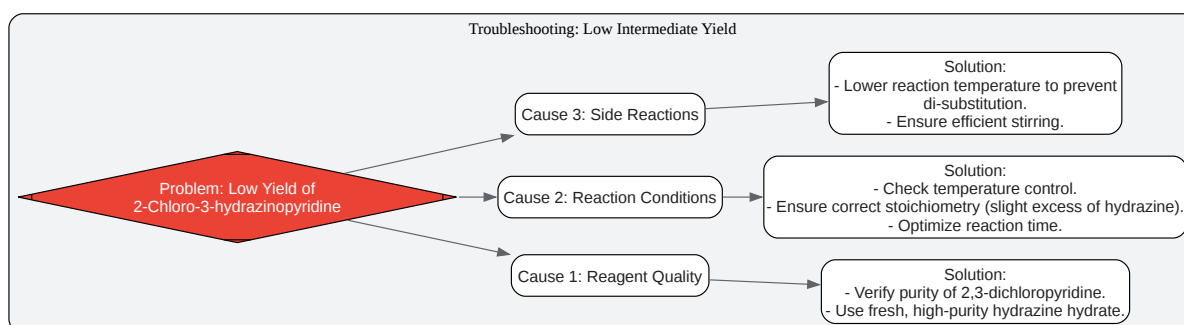 Troubleshooting: Low Intermediate Yield
Solution:
- Lower reaction temperature to prevent
di-substitution.
- Ensure efficient stirring.
Cause 3: Side Reactions
Problem: Low Yield of
2-Chloro-3-hydrazinopyridine
Cause 2: Reaction Conditions
Solution:
- Check temperature control.
- Ensure correct stoichiometry (slight excess of hydrazine).
- Optimize reaction time.
Cause 1: Reagent Quality
Solution:
- Verify purity of 2,3-dichloropyridine.
- Use fresh, high-purity hydrazine hydrate.